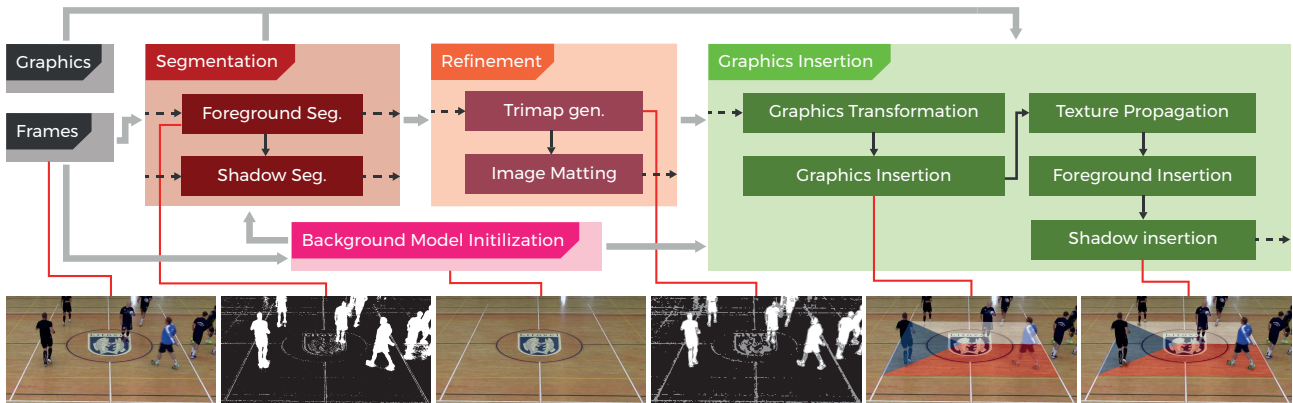 Graphics
Frames
Segmentation
Foreground Seg.
Shadow Seg.
Refinement
Trimap gen.
Image Matting
Background Model Initilization
Graphics Insertion
Graphics Transformation
Graphics Insertion
Texture Propagation
Foreground Insertion
Shadow insertion